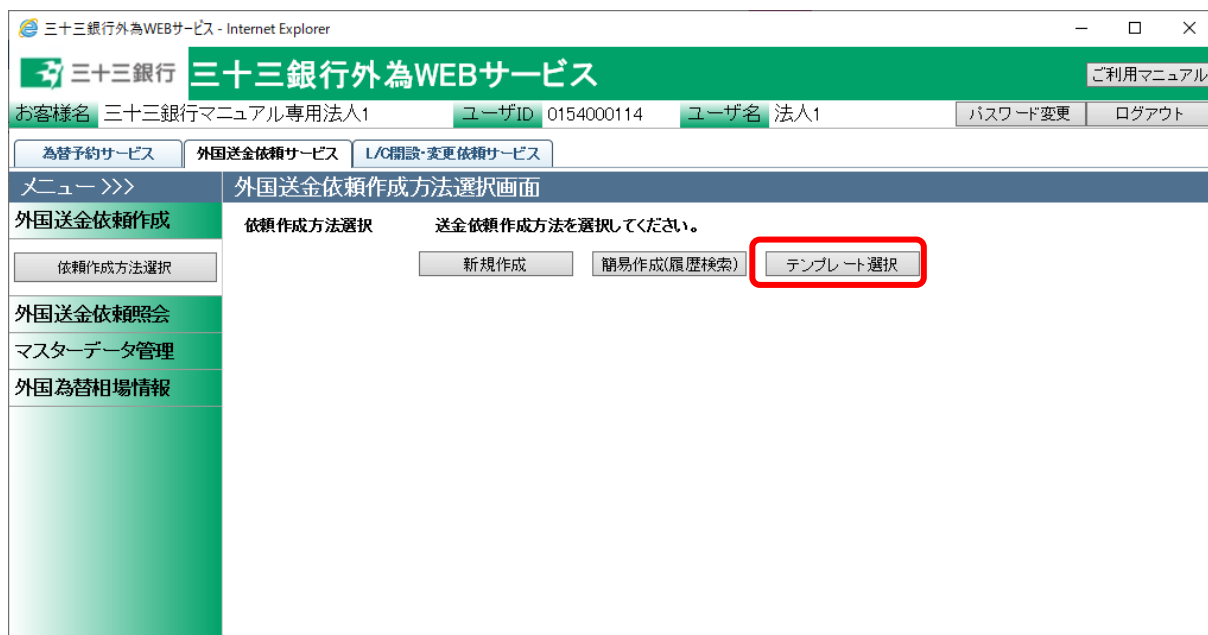 三十三銀行外為WEBサービス - Internet Explorer
三十三銀行 三十三銀行外為WEBサービス ご利用マニュアル
お客様名 三十三銀行マニュアル専用法人1 ユーザID 0154000114 ユーザ名 法人1 パスワード変更 ログアウト
為替予約サービス 外国送金依頼サービス L/C開設・変更依頼サービス
メニュー >>> 外国送金依頼作成方法選択画面
外国送金依頼作成 依頼作成方法選択 送金依頼作成方法を選択してください。
依頼作成方法選択 新規作成 簡易作成(履歴検索) テンプレート選択
外国送金依頼照会
マスターデータ管理
外国為替相場情報